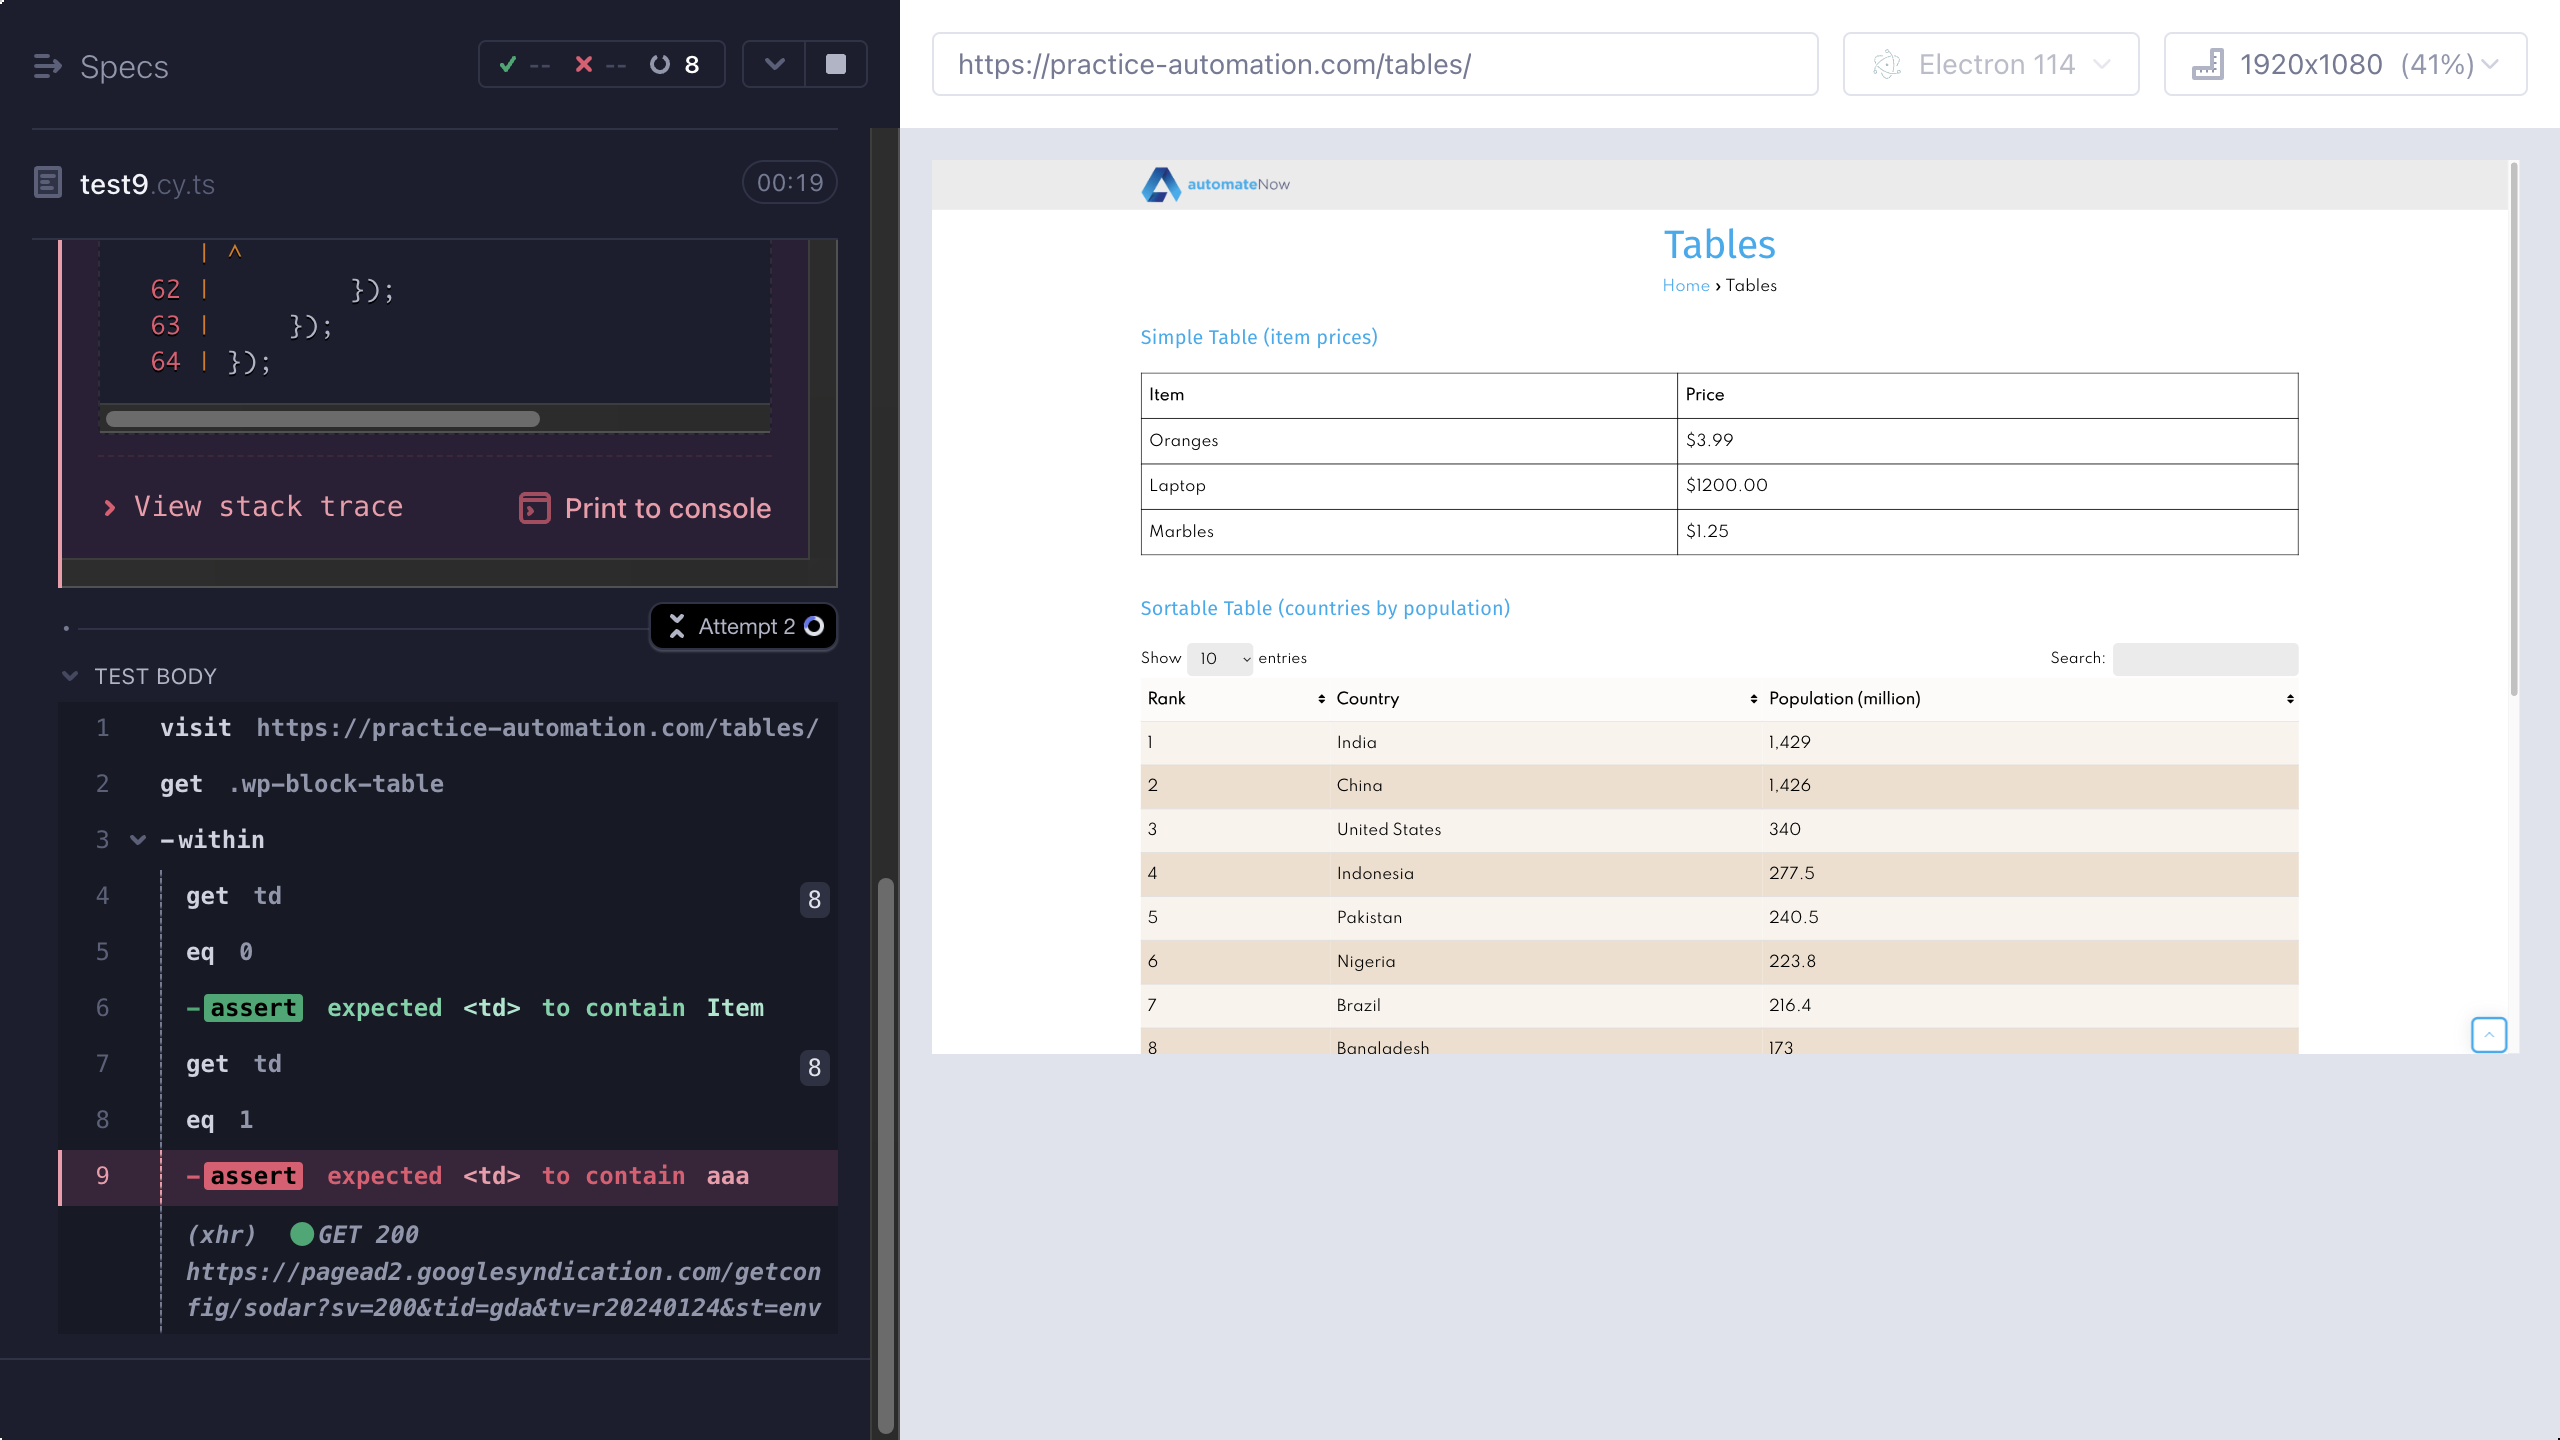 Specs
-- -- 8
https://practice-automation.com/tables/
Electron 114
1920x1080 (41%)
test9.cy.ts
00:19
| ^
62 | });
63 | });
64 | });
View stack trace
Print to console
Attempt 2
TEST BODY
1 visit https://practice-automation.com/tables/
2 get .wp-block-table
3 -within
4 get td 8
5 eq 0
6 -assert expected <td> to contain Item
7 get td 8
8 eq 1
9 -assert expected <td> to contain aaa
(xhr) GET 200
https://pagead2.googlesyndication.com/getcon
fig/sodar?sv=200&tid=gda&tv=r20240124&st=env
automateNow
Tables
Home › Tables
Simple Table (item prices)
Item Price
Oranges $3.99
Laptop $1200.00
Marbles $1.25
Sortable Table (countries by population)
Show 10 entries
Search:
Rank Country Population (million)
1 India 1,429
2 China 1,426
3 United States 340
4 Indonesia 277.5
5 Pakistan 240.5
6 Nigeria 223.8
7 Brazil 216.4
8 Bangladesh 173